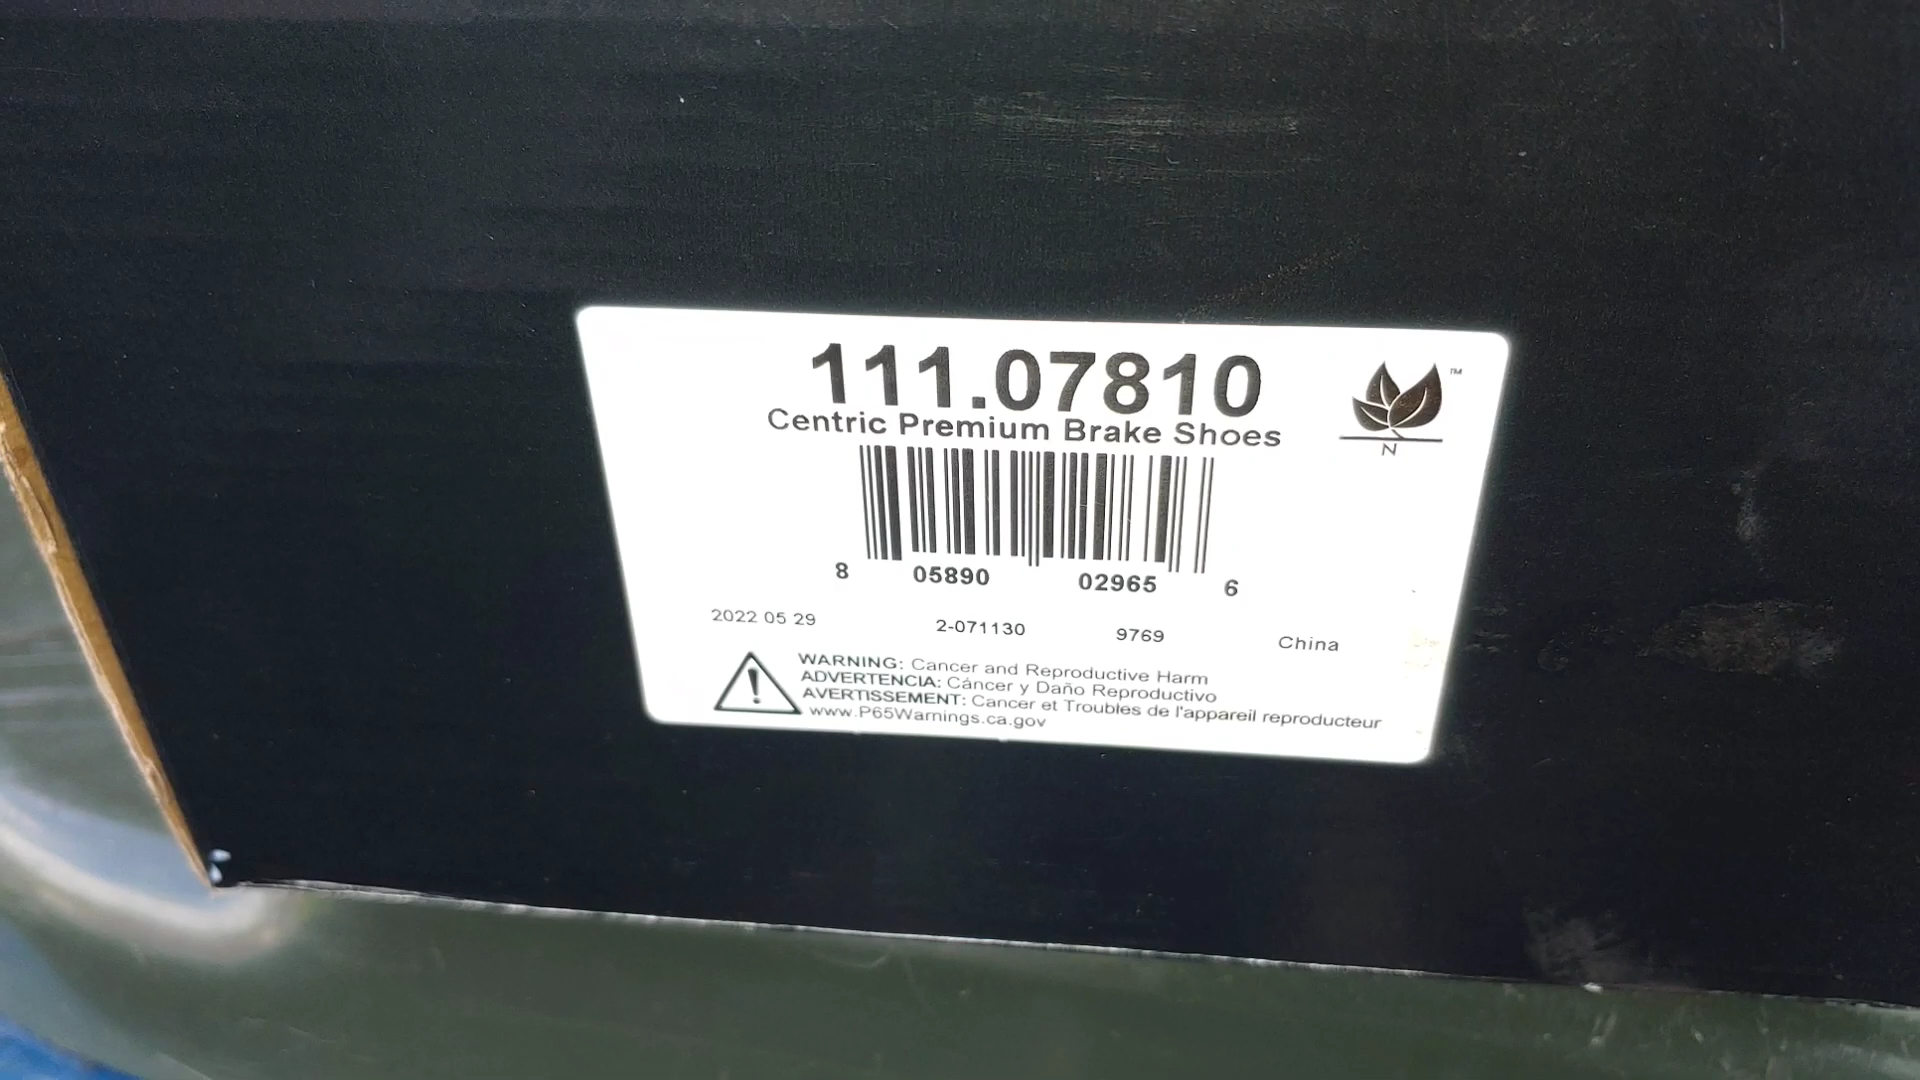 111.07810
Centric Premium Brake Shoes
TM
N
8 05890 02965 6
2022 05 29 2-071130 9769 China
WARNING: Cancer and Reproductive Harm
ADVERTENCIA: Cáncer y Daño Reproductivo
AVERTISSEMENT: Cancer et Troubles de l'appareil reproducteur
www.P65Warnings.ca.gov